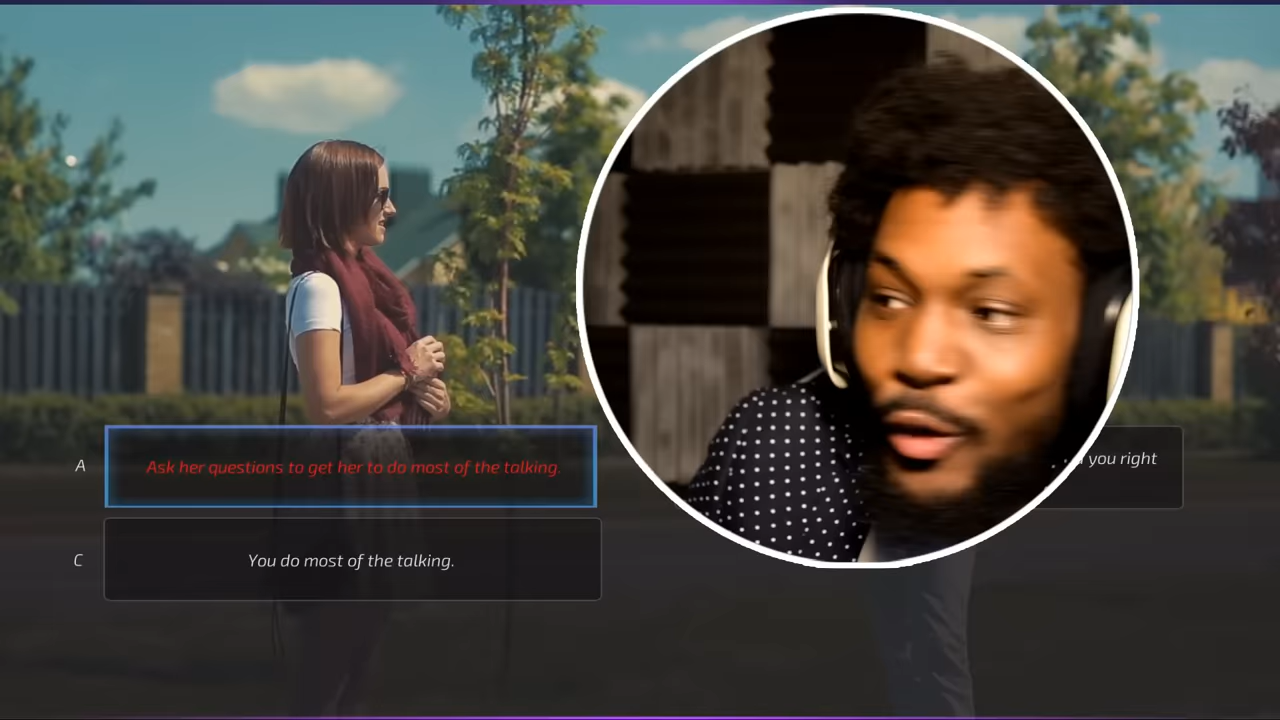 A
Ask her questions to get her to do most of the talking.
you right
C
You do most of the talking.